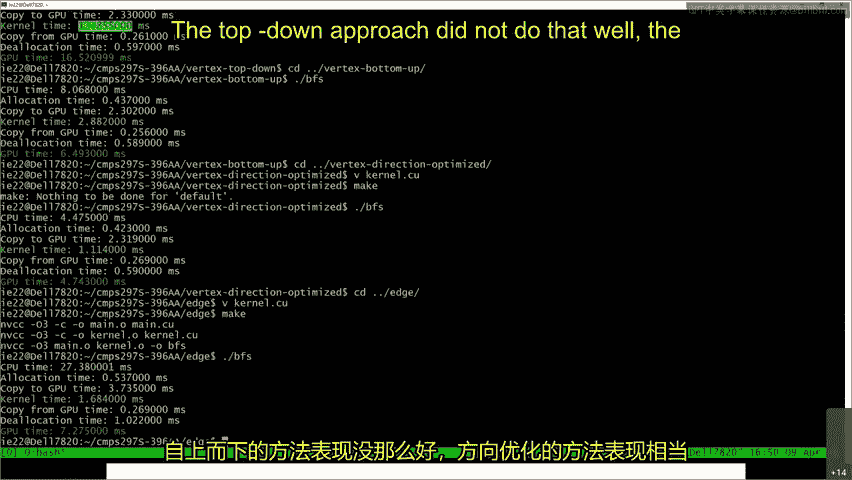 Copy to GPU time: 2.330000 ms
Kernel time:
Copy from GPU time: 0.261000 ms
The top -down approach did not do that well, the
Deallocation time: 0.597000 ms
GPU time: 16.520999 ms
ie22@Dell7820:~/cmps297S-396AA/vertex-top-down$ cd ../vertex-bottom-up/
ie22@Dell7820:~/cmps297S-396AA/vertex-bottom-up$ ./bfs
CPU time: 8.068000 ms
Allocation time: 0.437000 ms
Copy to GPU time: 2.302000 ms
Kernel time: 2.882000 ms
Copy from GPU time: 0.256000 ms
Deallocation time: 0.589000 ms
GPU time: 6.493000 ms
ie22@Dell7820:~/cmps297S-396AA/vertex-bottom-up$ cd ../vertex-direction-optimized/
ie22@Dell7820:~/cmps297S-396AA/vertex-direction-optimized$ v kernel.cu
ie22@Dell7820:~/cmps297S-396AA/vertex-direction-optimized$ make
make: Nothing to be done for 'default'.
ie22@Dell7820:~/cmps297S-396AA/vertex-direction-optimized$ ./bfs
CPU time: 4.475000 ms
Allocation time: 0.423000 ms
Copy to GPU time: 2.319000 ms
Kernel time: 1.114000 ms
Copy from GPU time: 0.269000 ms
Deallocation time: 0.590000 ms
GPU time: 4.743000 ms
ie22@Dell7820:~/cmps297S-396AA/vertex-direction-optimized$ cd ../edge/
ie22@Dell7820:~/cmps297S-396AA/edge$ v kernel.cu
ie22@Dell7820:~/cmps297S-396AA/edge$ make
nvcc -O3 -c -o main.o main.cu
nvcc -O3 -c -o kernel.o kernel.cu
nvcc -O3 main.o kernel.o -o bfs
ie22@Dell7820:~/cmps297S-396AA/edge$ ./bfs
CPU time: 27.380001 ms
Allocation time: 0.537000 ms
Copy to GPU time: 3.735000 ms
Kernel time: 1.684000 ms
Copy from GPU time: 0.269000 ms
Deallocation time: 1.022000 ms
GPU time: 7.275000 ms
ie22@Dell7820:~/cmps297S-396AA/edge$
自上而下的方法表现没那么好，方向优化的方法表现相当
[0] 0:bash* "Dell7820" 16:50 09-Apr
+14